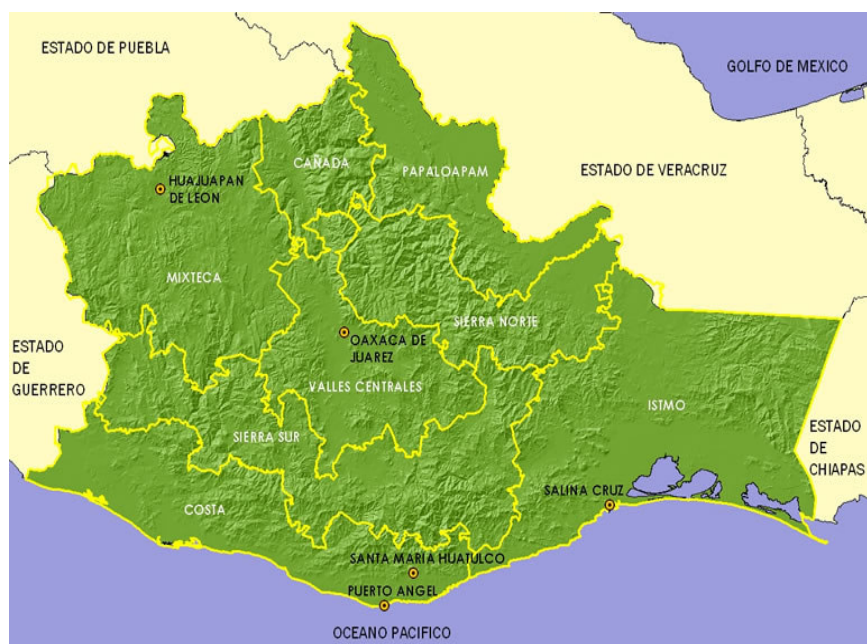 ESTADO DE PUEBLA
GOLFO DE MEXICO
CAÑADA
PAPALOAPAM
ESTADO DE VERACRUZ
HUAJUAPAN
DE LEON
MIXTECA
SIERRA NORTE
OAXACA DE
JUAREZ
ESTADO
DE
GUERRERO
VALLES CENTRALES
ISTMO
SIERRA SUR
ESTADO
DE
CHIAPAS
SALINA CRUZ
COSTA
SANTA MARIA HUATULCO
PUERTO ANGEL
OCEANO PACIFICO